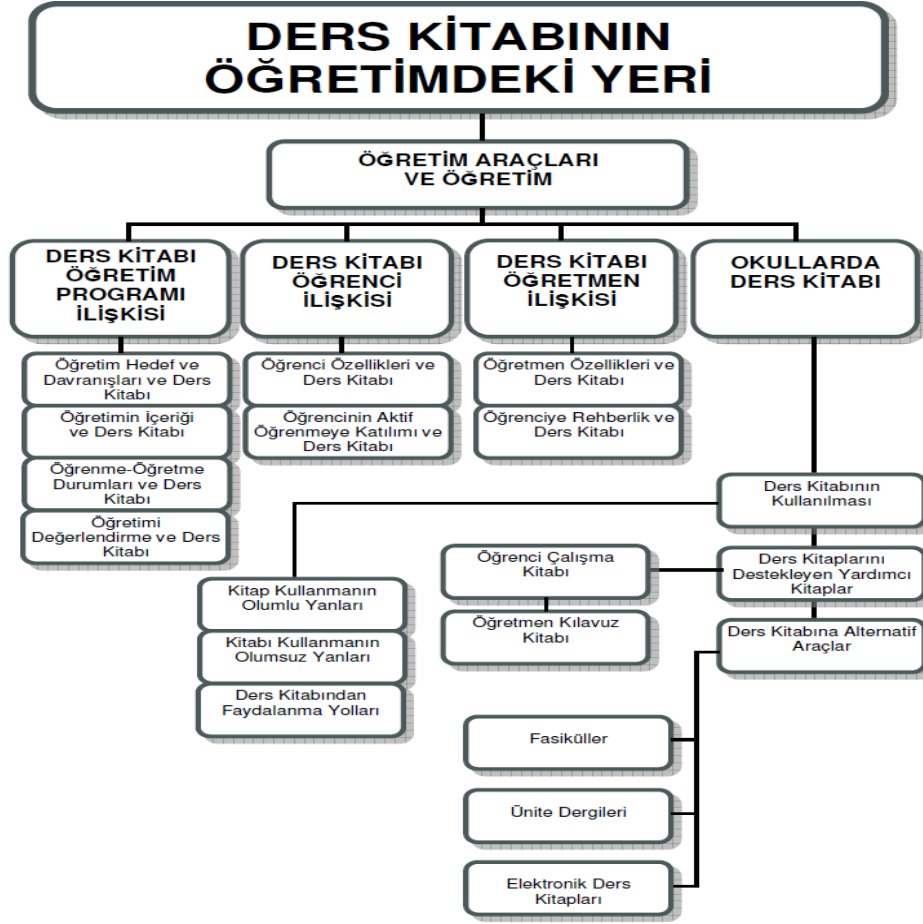 DERS KİTABININ
ÖĞRETİMDEKİ YERİ
ÖĞRETİM ARAÇLARI
VE ÖĞRETİM
DERS KİTABI
ÖĞRETİM
PROGRAMI
İLİŞKİSİ
DERS KİTABI
ÖĞRENCİ
İLİŞKİSİ
DERS KİTABI
ÖĞRETMEN
İLİŞKİSİ
OKULLARDA
DERS KİTABI
Öğretim Hedef ve
Davranışları ve Ders
Kitabı
Öğretimin İçeriği
ve Ders Kitabı
Öğrenme-Öğretme
Durumları ve Ders
Kitabı
Öğretimi
Değerlendirme ve Ders
Kitabı
Öğrenci Özellikleri ve
Ders Kitabı
Öğrencinin Aktif
Öğrenmeye Katılımı ve
Ders Kitabı
Öğretmen Özellikleri ve
Ders Kitabı
Öğrenciye Rehberlik ve
Ders Kitabı
Ders Kitabının
Kullanılması
Kitap Kullanmanın
Olumlu Yanları
Kitabı Kullanmanın
Olumsuz Yanları
Ders Kitabından
Faydalanma Yolları
Ders Kitaplarını
Destekleyen Yardımcı
Kitaplar
Öğrenci Çalışma
Kitabı
Öğretmen Kılavuz
Kitabı
Ders Kitabına Alternatif
Araçlar
Fasiküller
Ünite Dergileri
Elektronik Ders
Kitapları